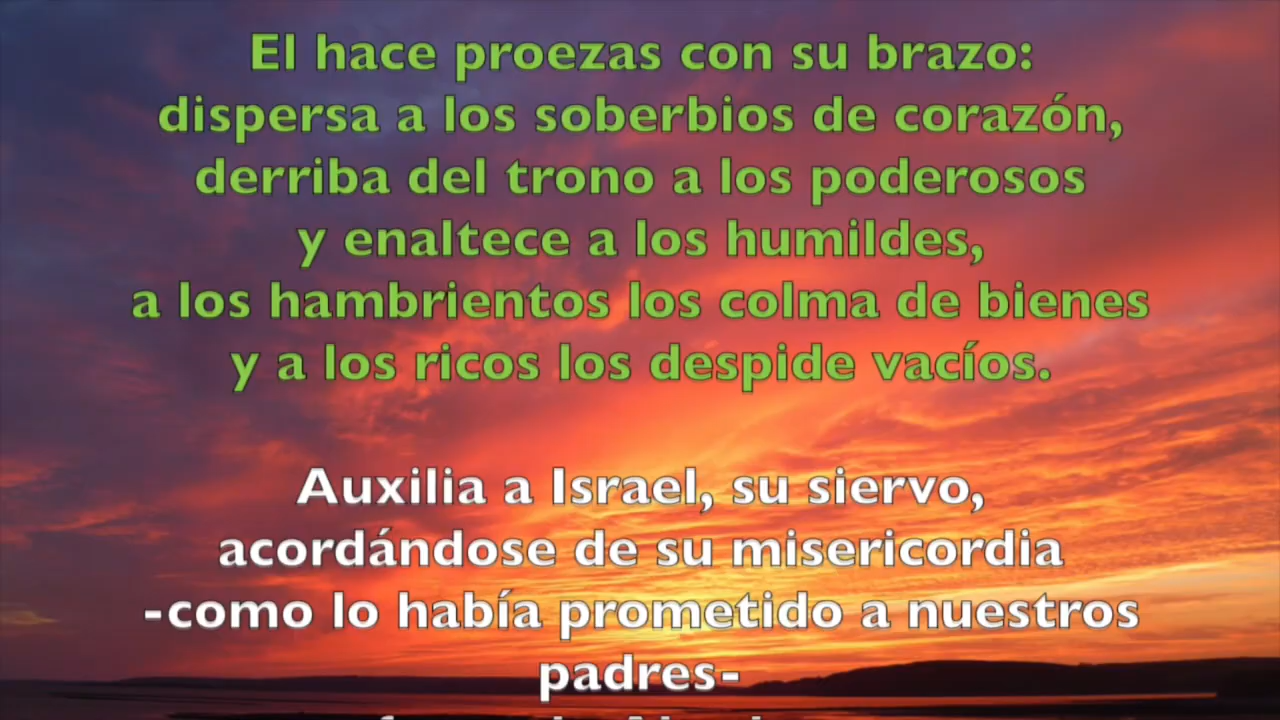 El hace proezas con su brazo:
dispersa a los soberbios de corazón,
derriba del trono a los poderosos
y enaltece a los humildes,
a los hambrientos los colma de bienes
y a los ricos los despide vacíos.
Auxilia a Israel, su siervo,
acordándose de su misericordia
-como lo había prometido a nuestros
padres-